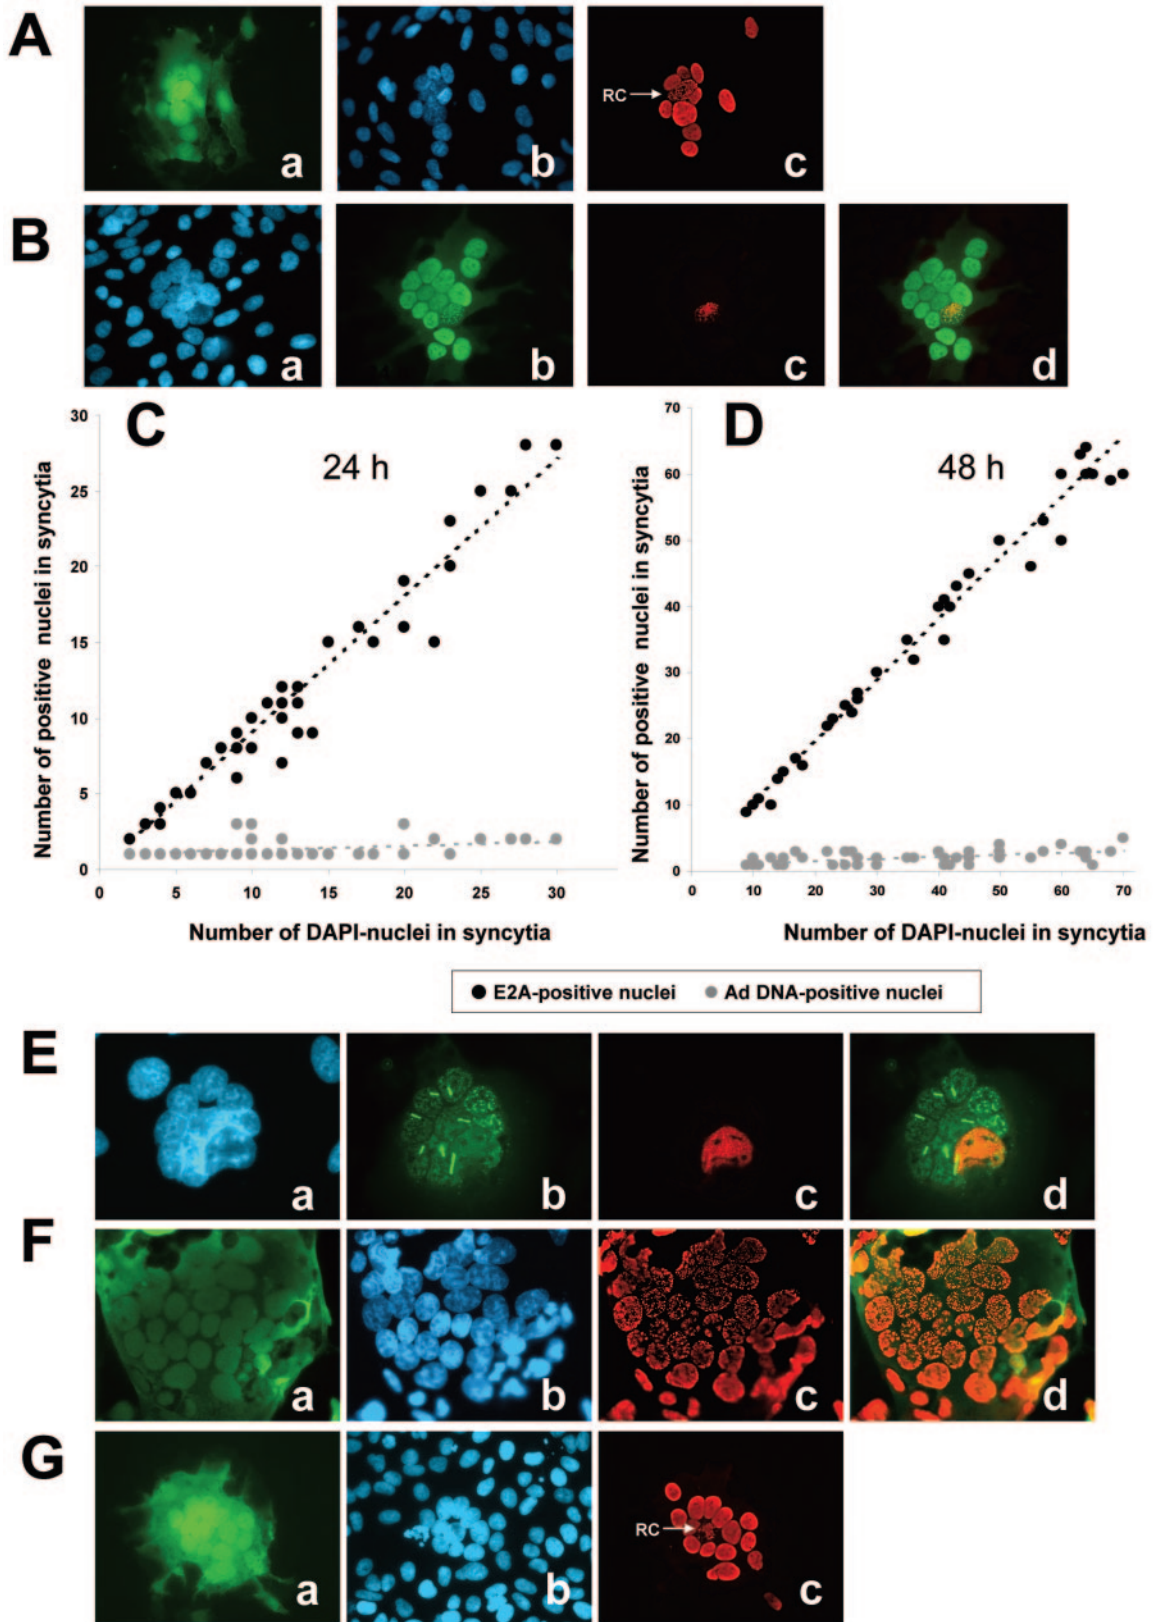 A
a
b
RC
c
B
a
b
c
d
C
24 h
Number of positive nuclei in syncytia
30
25
20
15
10
5
0
0
5
10
15
20
25
30
Number of DAPI-nuclei in syncytia
D
48 h
Number of positive nuclei in syncytia
70
60
50
40
30
20
10
0
0
10
20
30
40
50
60
70
Number of DAPI-nuclei in syncytia
E2A-positive nuclei
Ad DNA-positive nuclei
E
a
b
c
d
F
a
b
c
d
G
a
b
RC
c